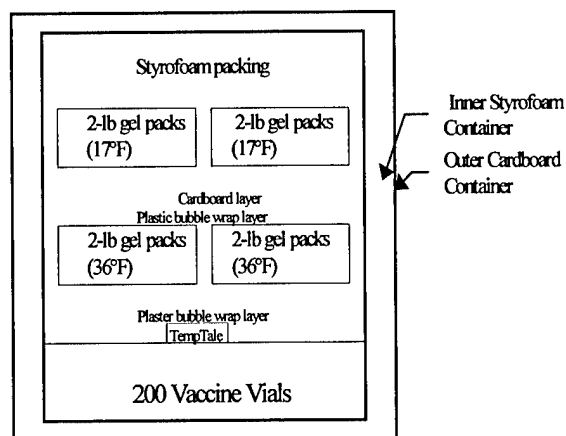 Styrofoam packing
2-lb gel packs
(17°F)
2-lb gel packs
(17°F)
Inner Styrofoam
Container
Outer Cardboard
Container
Cardboard layer
Plastic bubble wrap layer
2-lb gel packs
(36°F)
2-lb gel packs
(36°F)
Plaster bubble wrap layer
TempTale
200 Vaccine Vials